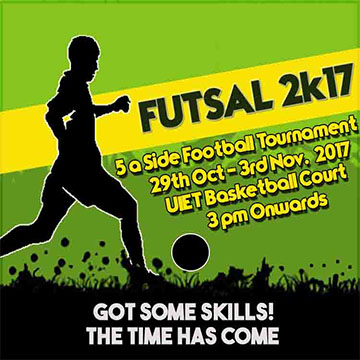 FUTSAL 2k17
5 a Side Football Tournament
29th Oct - 3rd Nov, 2017
UIET Basketball Court
3 pm Onwards
GOT SOME SKILLS!
THE TIME HAS COME